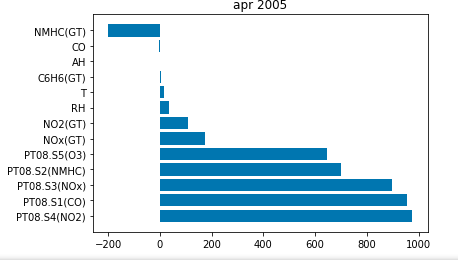 apr 2005
NMHC(GT)
CO
AH
C6H6(GT)
T
RH
NO2(GT)
NOx(GT)
PT08.S5(O3)
PT08.S2(NMHC)
PT08.S3(NOx)
PT08.S1(CO)
PT08.S4(NO2)
−200 0 200 400 600 800 1000